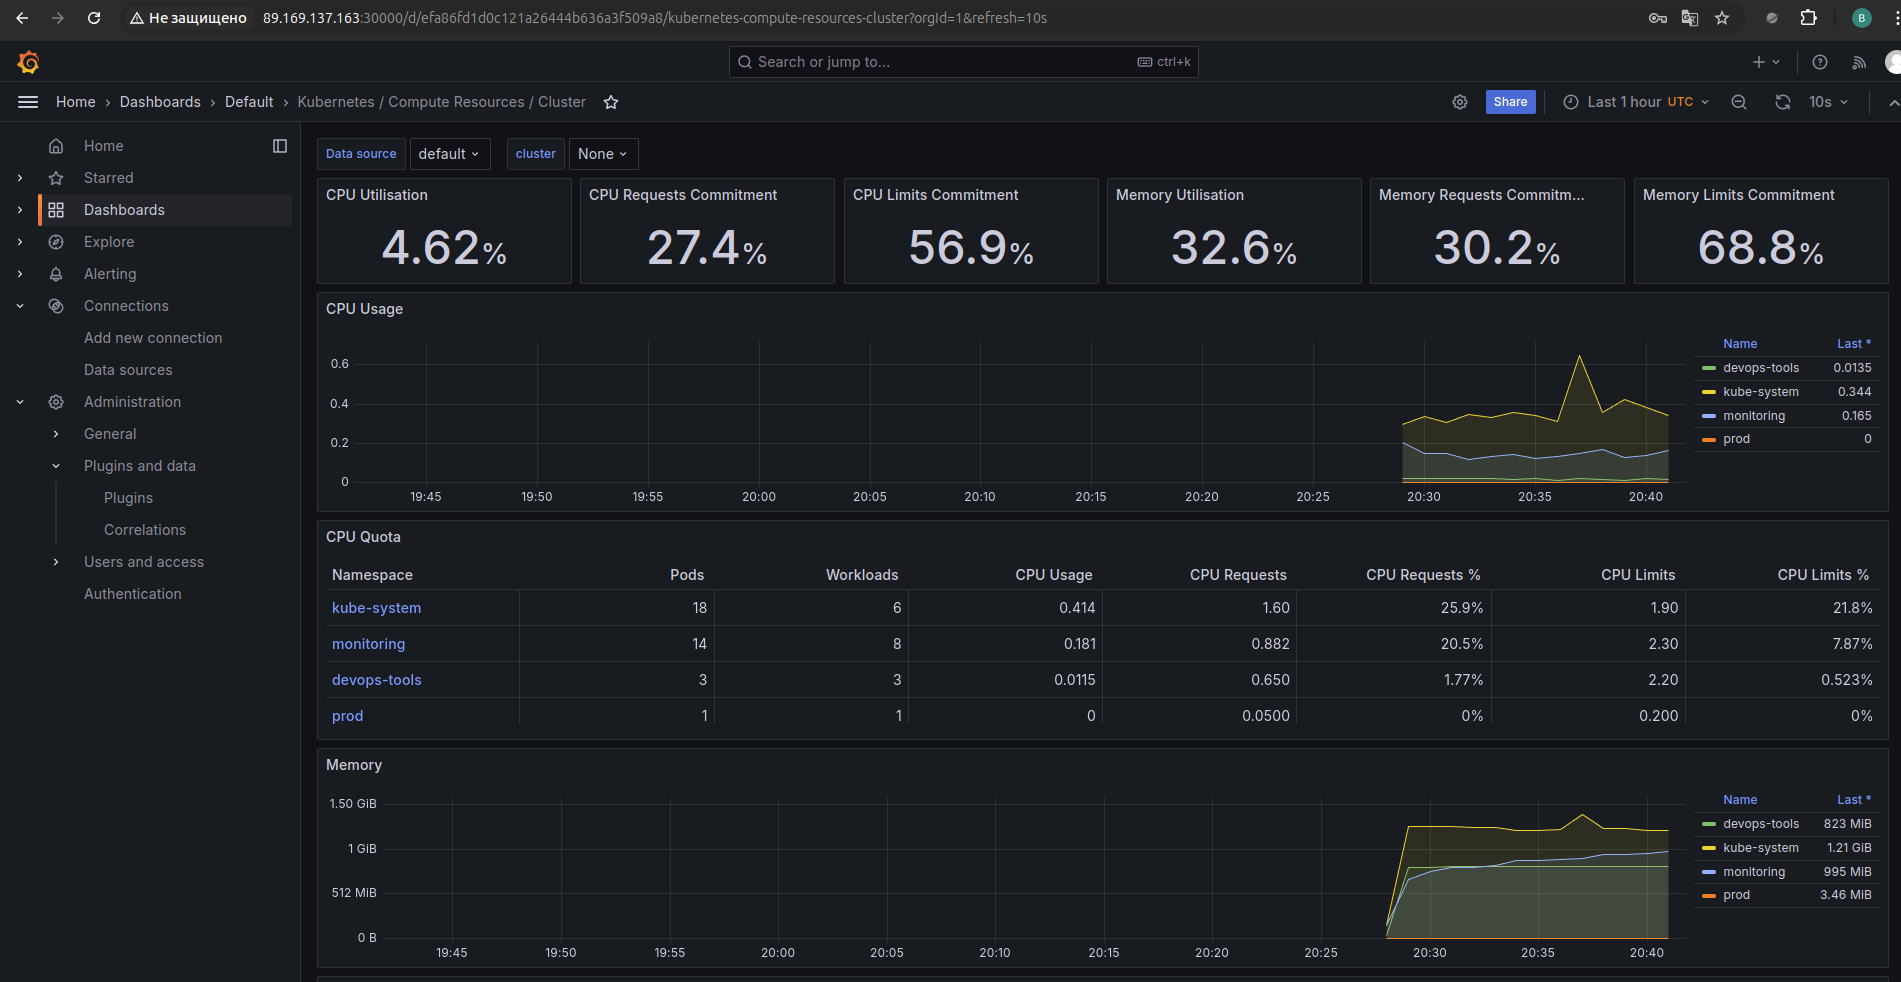 Не защищено 89.169.137.163:30000/d/efa86fd1d0c121a26444b636a3f509a8/kubernetes-compute-resources-cluster?orgId=1&refresh=10s B
Search or jump to... ctrl+k
Home › Dashboards › Default › Kubernetes / Compute Resources / Cluster Share Last 1 hour UTC 10s
Home
Starred
Dashboards
Explore
Alerting
Connections
Add new connection
Data sources
Administration
General
Plugins and data
Plugins
Correlations
Users and access
Authentication
Data source default cluster None
CPU Utilisation
4.62%
CPU Requests Commitment
27.4%
CPU Limits Commitment
56.9%
Memory Utilisation
32.6%
Memory Requests Commitm...
30.2%
Memory Limits Commitment
68.8%
CPU Usage
0.6
0.4
0.2
0
19:45 19:50 19:55 20:00 20:05 20:10 20:15 20:20 20:25 20:30 20:35 20:40
Name Last *
devops-tools 0.0135
kube-system 0.344
monitoring 0.165
prod 0
CPU Quota
Namespace Pods Workloads CPU Usage CPU Requests CPU Requests % CPU Limits CPU Limits %
kube-system 18 6 0.414 1.60 25.9% 1.90 21.8%
monitoring 14 8 0.181 0.882 20.5% 2.30 7.87%
devops-tools 3 3 0.0115 0.650 1.77% 2.20 0.523%
prod 1 1 0 0.0500 0% 0.200 0%
Memory
1.50 GiB
1 GiB
512 MiB
0 B
19:45 19:50 19:55 20:00 20:05 20:10 20:15 20:20 20:25 20:30 20:35 20:40
Name Last *
devops-tools 823 MiB
kube-system 1.21 GiB
monitoring 995 MiB
prod 3.46 MiB